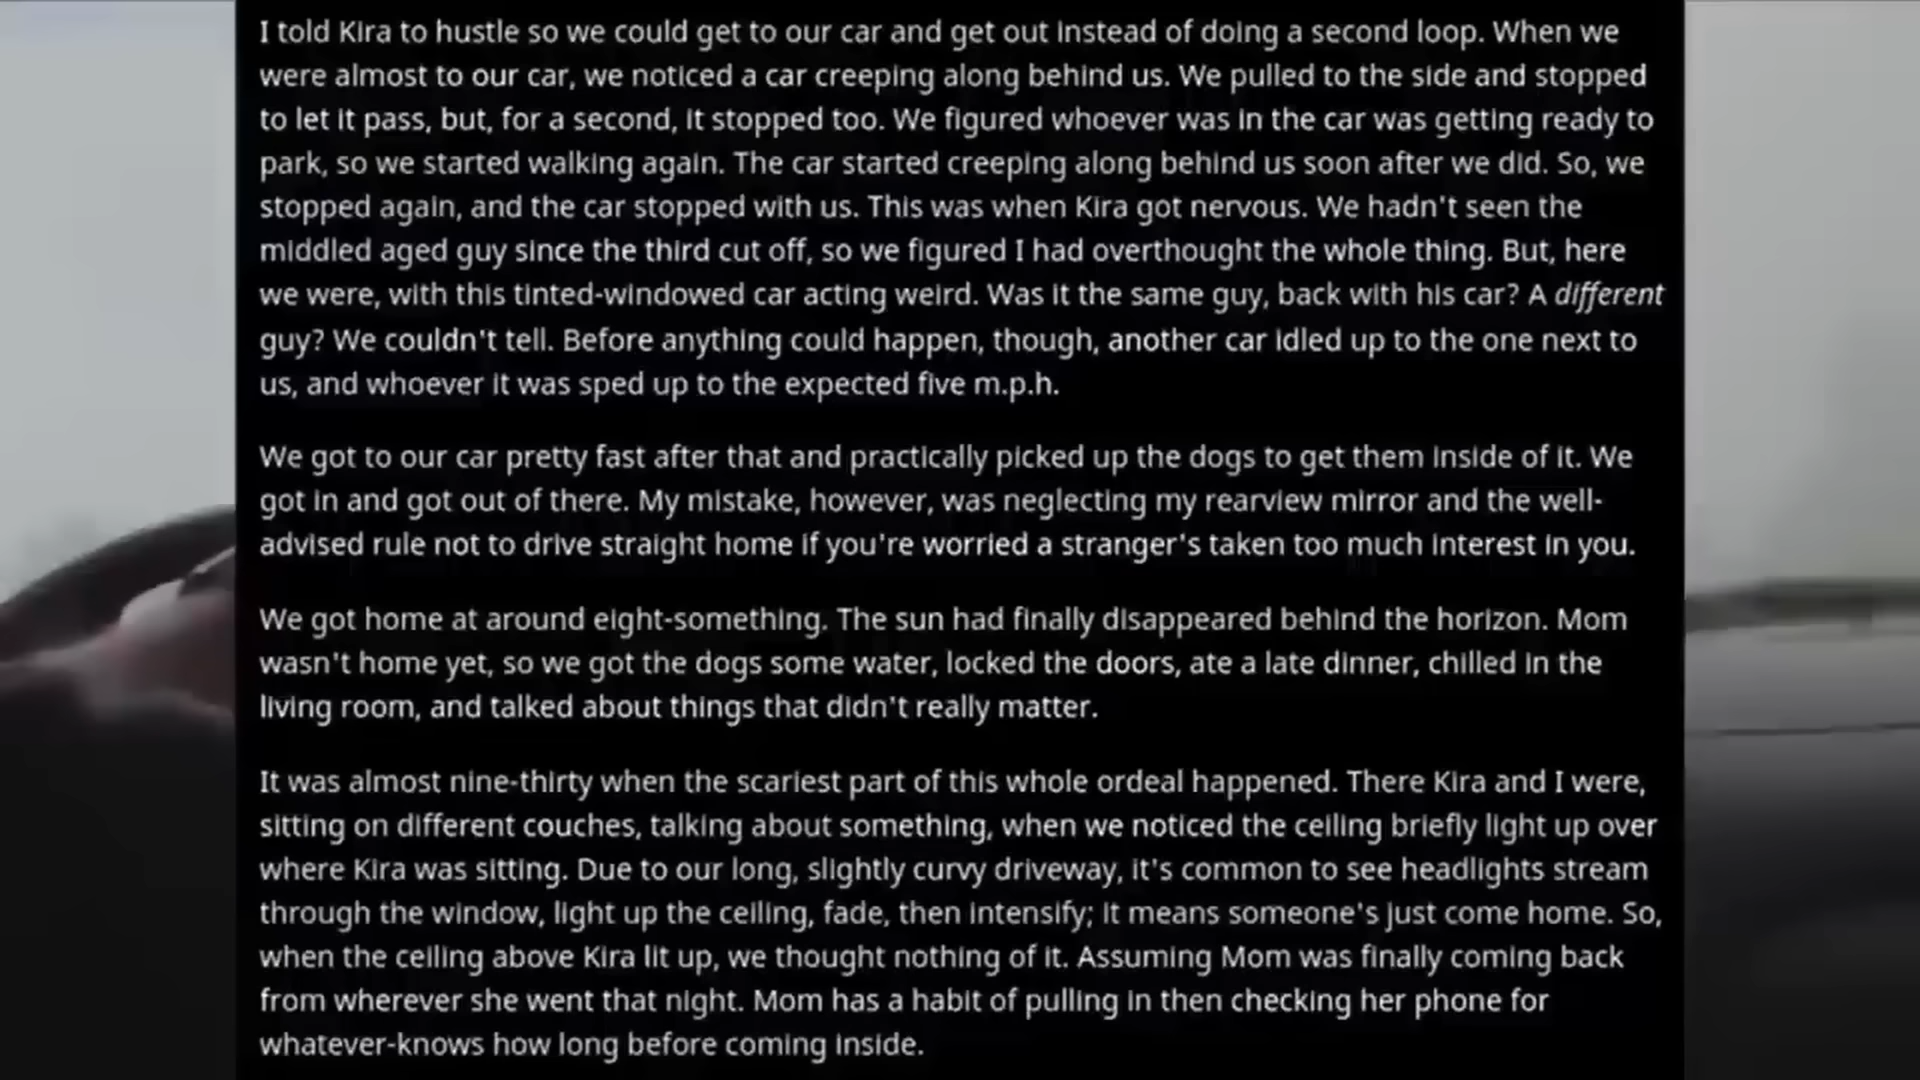 I told Kira to hustle so we could get to our car and get out instead of doing a second loop. When we
were almost to our car, we noticed a car creeping along behind us. We pulled to the side and stopped
to let it pass, but, for a second, it stopped too. We figured whoever was in the car was getting ready to
park, so we started walking again. The car started creeping along behind us soon after we did. So, we
stopped again, and the car stopped with us. This was when Kira got nervous. We hadn't seen the
middled aged guy since the third cut off, so we figured I had overthought the whole thing. But, here
we were, with this tinted-windowed car acting weird. Was it the same guy, back with his car? A different
guy? We couldn't tell. Before anything could happen, though, another car idled up to the one next to
us, and whoever it was sped up to the expected five m.p.h.
We got to our car pretty fast after that and practically picked up the dogs to get them inside of it. We
got in and got out of there. My mistake, however, was neglecting my rearview mirror and the well-
advised rule not to drive straight home if you're worried a stranger's taken too much interest in you.
We got home at around eight-something. The sun had finally disappeared behind the horizon. Mom
wasn't home yet, so we got the dogs some water, locked the doors, ate a late dinner, chilled in the
living room, and talked about things that didn't really matter.
It was almost nine-thirty when the scariest part of this whole ordeal happened. There Kira and I were,
sitting on different couches, talking about something, when we noticed the ceiling briefly light up over
where Kira was sitting. Due to our long, slightly curvy driveway, it's common to see headlights stream
through the window, light up the ceiling, fade, then intensify; it means someone's just come home. So,
when the ceiling above Kira lit up, we thought nothing of it. Assuming Mom was finally coming back
from wherever she went that night. Mom has a habit of pulling in then checking her phone for
whatever-knows how long before coming inside.